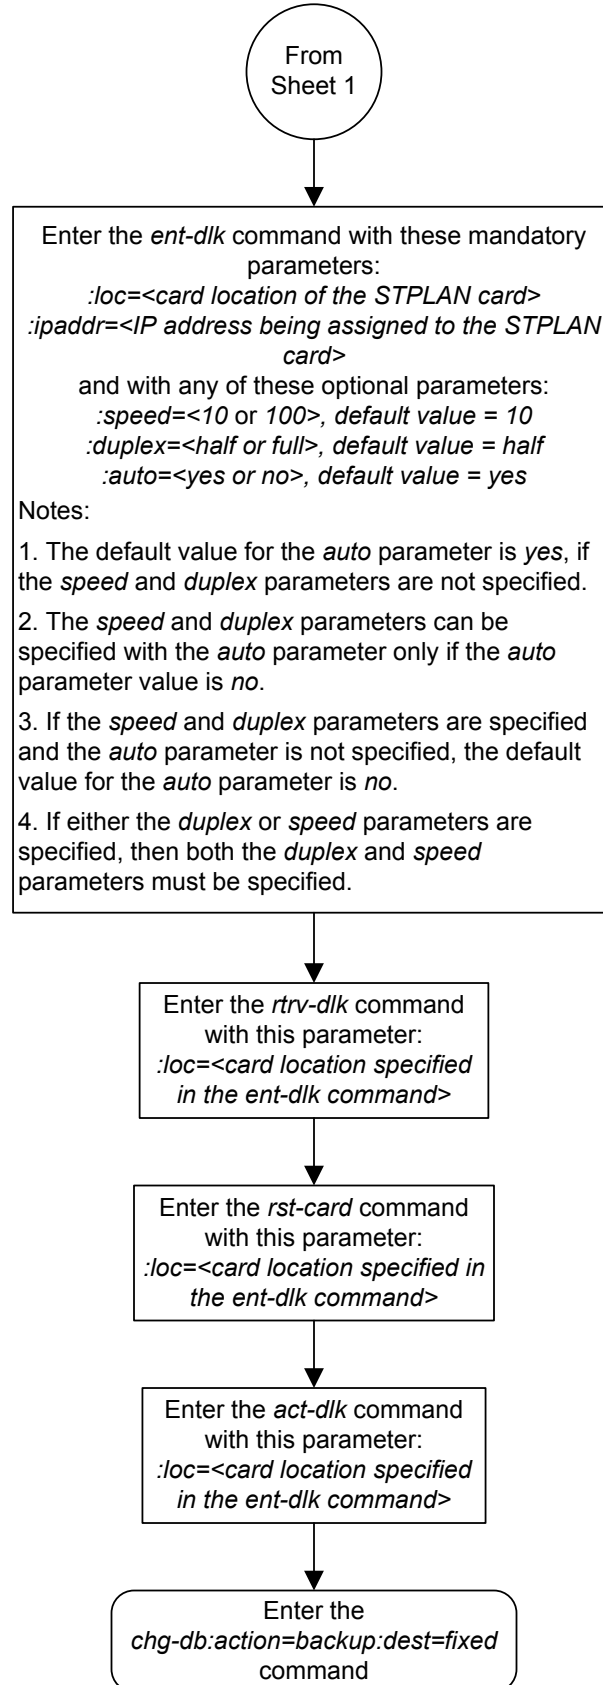 From
Sheet 1
Enter the ent-dlk command with these mandatory
parameters:
:loc=<card location of the STPLAN card>
:ipaddr=<IP address being assigned to the STPLAN
card>
and with any of these optional parameters:
:speed=<10 or 100>, default value = 10
:duplex=<half or full>, default value = half
:auto=<yes or no>, default value = yes
Notes:
1. The default value for the auto parameter is yes, if
the speed and duplex parameters are not specified.
2. The speed and duplex parameters can be
specified with the auto parameter only if the auto
parameter value is no.
3. If the speed and duplex parameters are specified
and the auto parameter is not specified, the default
value for the auto parameter is no.
4. If either the duplex or speed parameters are
specified, then both the duplex and speed
parameters must be specified.
Enter the rtrv-dlk command
with this parameter:
:loc=<card location specified
in the ent-dlk command>
Enter the rst-card command
with this parameter:
:loc=<card location specified in
the ent-dlk command>
Enter the act-dlk command
with this parameter:
:loc=<card location specified
in the ent-dlk command>
Enter the
chg-db:action=backup:dest=fixed
command